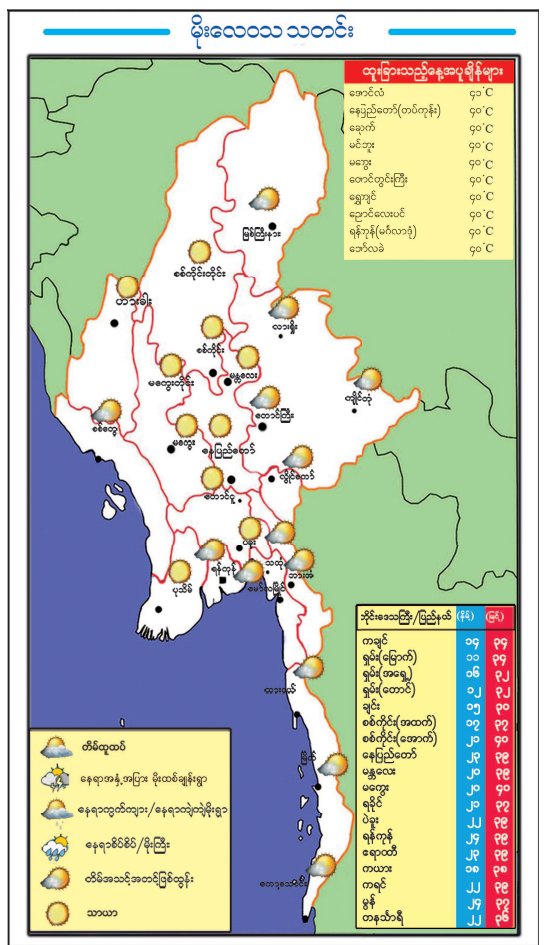 မိုးလေဝသ သတင်း
ထူးခြားသည့်နေ့အပူချိန်များ
အောင်လံ ၄၁°C
နေပြည်တော်(တပ်ကုန်း) ၄၀°C
ချောက် ၄၀°C
မင်းဘူး ၄၀°C
မကွေး ၄၀°C
ဇောင်တွင်းကြီး ၄၀°C
ရွှေကျင် ၄၀°C
ညောင်လေးပင် ၄၀°C
ရန်ကုန်(မင်္ဂလာဒုံ) ၄၀°C
ဘော်လခဲ ၄၀°C
မြစ်ကြီးနား
စစ်ကိုင်းတိုင်း
ဟားခါး
လားရှိုး
စစ်ကိုင်း
မန္တလေး
မကွေးတိုင်း
ကျိုင်းတုံ
တောင်ကြီး
စစ်တွေ
မကွေး
နေပြည်တော်
လွိုင်ကော်
တောင်ငူ
ပဲခူး
ရန်ကုန်
သထုံ
ဘားအံ
ပုသိမ်
မော်လမြိုင်
ထားဝယ်
မြိတ်
ကော့သောင်း
တိုင်းဒေသကြီး/ပြည်နယ် (နိမ့်) (မြင့်)
ကချင် ၁၄ ၃၄
ရှမ်း(မြောက်) ၁၁ ၃၄
ရှမ်း(အရှေ့) ၁၆ ၃၂
ရှမ်း(တောင်) ၁၂ ၃၂
ချင်း ၁၅ ၃၀
စစ်ကိုင်း(အထက်) ၁၇ ၃၇
စစ်ကိုင်း(အောက်) ၂၁ ၄၀
နေပြည်တော် ၂၃ ၃၉
မန္တလေး ၂၀ ၃၉
မကွေး ၂၀ ၄၀
ရခိုင် ၂၀ ၃၇
ပဲခူး ၂၂ ၃၉
ရန်ကုန် ၂၄ ၃၉
ဧရာဝတီ ၂၃ ၃၉
ကယား ၁၈ ၃၈
ကရင် ၂၂ ၃၉
မွန် ၂၄ ၃၇
တနင်္သာရီ ၂၂ ၃၆
တိမ်ထူထပ်
နေရာအနှံ့အပြား မိုးထစ်ချုန်းရွာ
နေရာကွက်ကျား/နေရာကျဲကျဲမိုးရွာ
နေရာစိပ်စိပ်/မိုးကြီး
တိမ်အသင့်အတင့်ဖြစ်ထွန်း
သာယာ